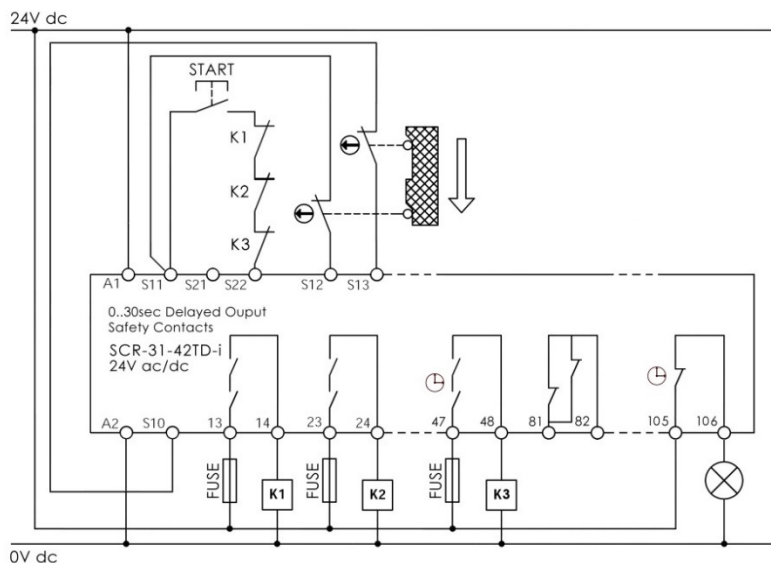 24V dc
START
K1
K2
K3
A1 S11 S21 S22 S12 S13
0..30sec Delayed Ouput
Safety Contacts
SCR-31-42TD-i
24V ac/dc
A2 S10 13 14 23 24 47 48 81 82 105 106
FUSE K1 FUSE K2 FUSE K3
0V dc